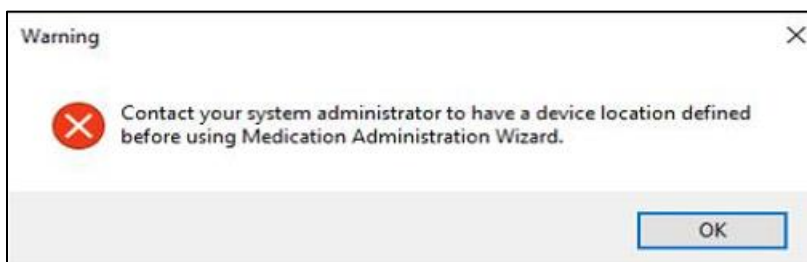 Warning
Contact your system administrator to have a device location defined
before using Medication Administration Wizard.
OK